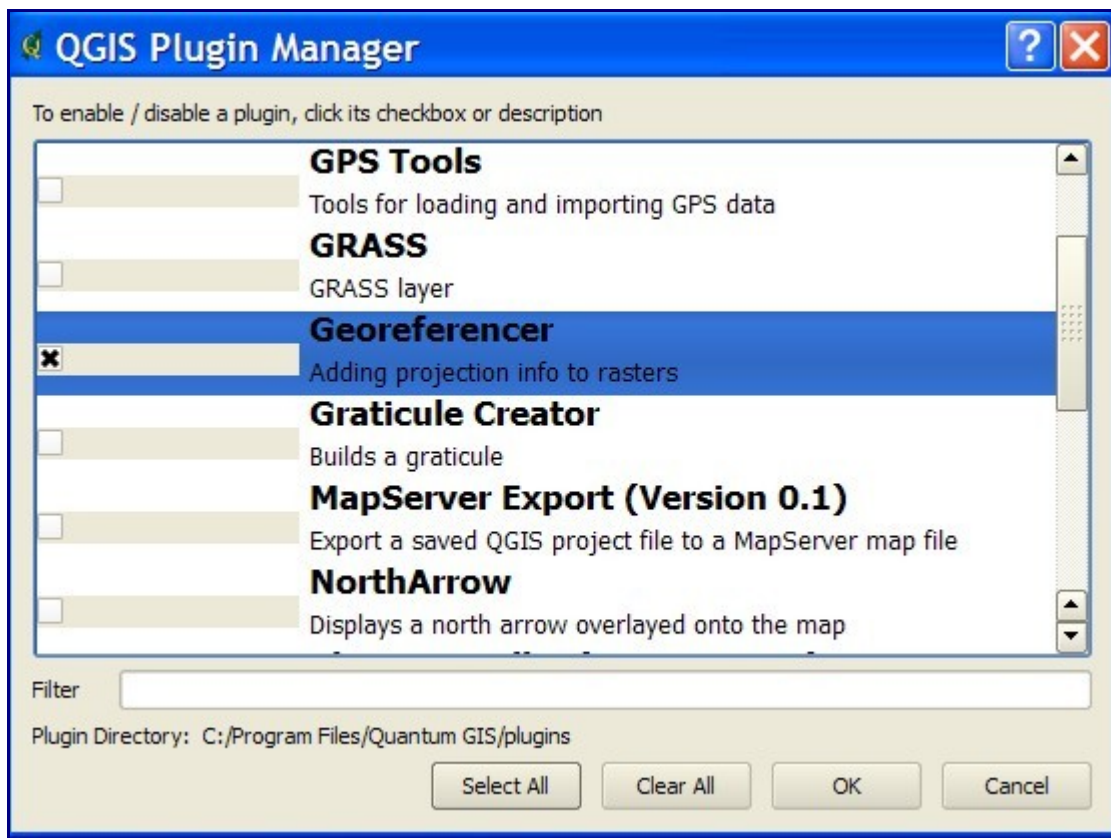 QGIS Plugin Manager
To enable / disable a plugin, click its checkbox or description
GPS Tools
Tools for loading and importing GPS data
GRASS
GRASS layer
Georeferencer
Adding projection info to rasters
Graticule Creator
Builds a graticule
MapServer Export (Version 0.1)
Export a saved QGIS project file to a MapServer map file
NorthArrow
Displays a north arrow overlayed onto the map
Filter
Plugin Directory: C:/Program Files/Quantum GIS/plugins
Select All Clear All OK Cancel